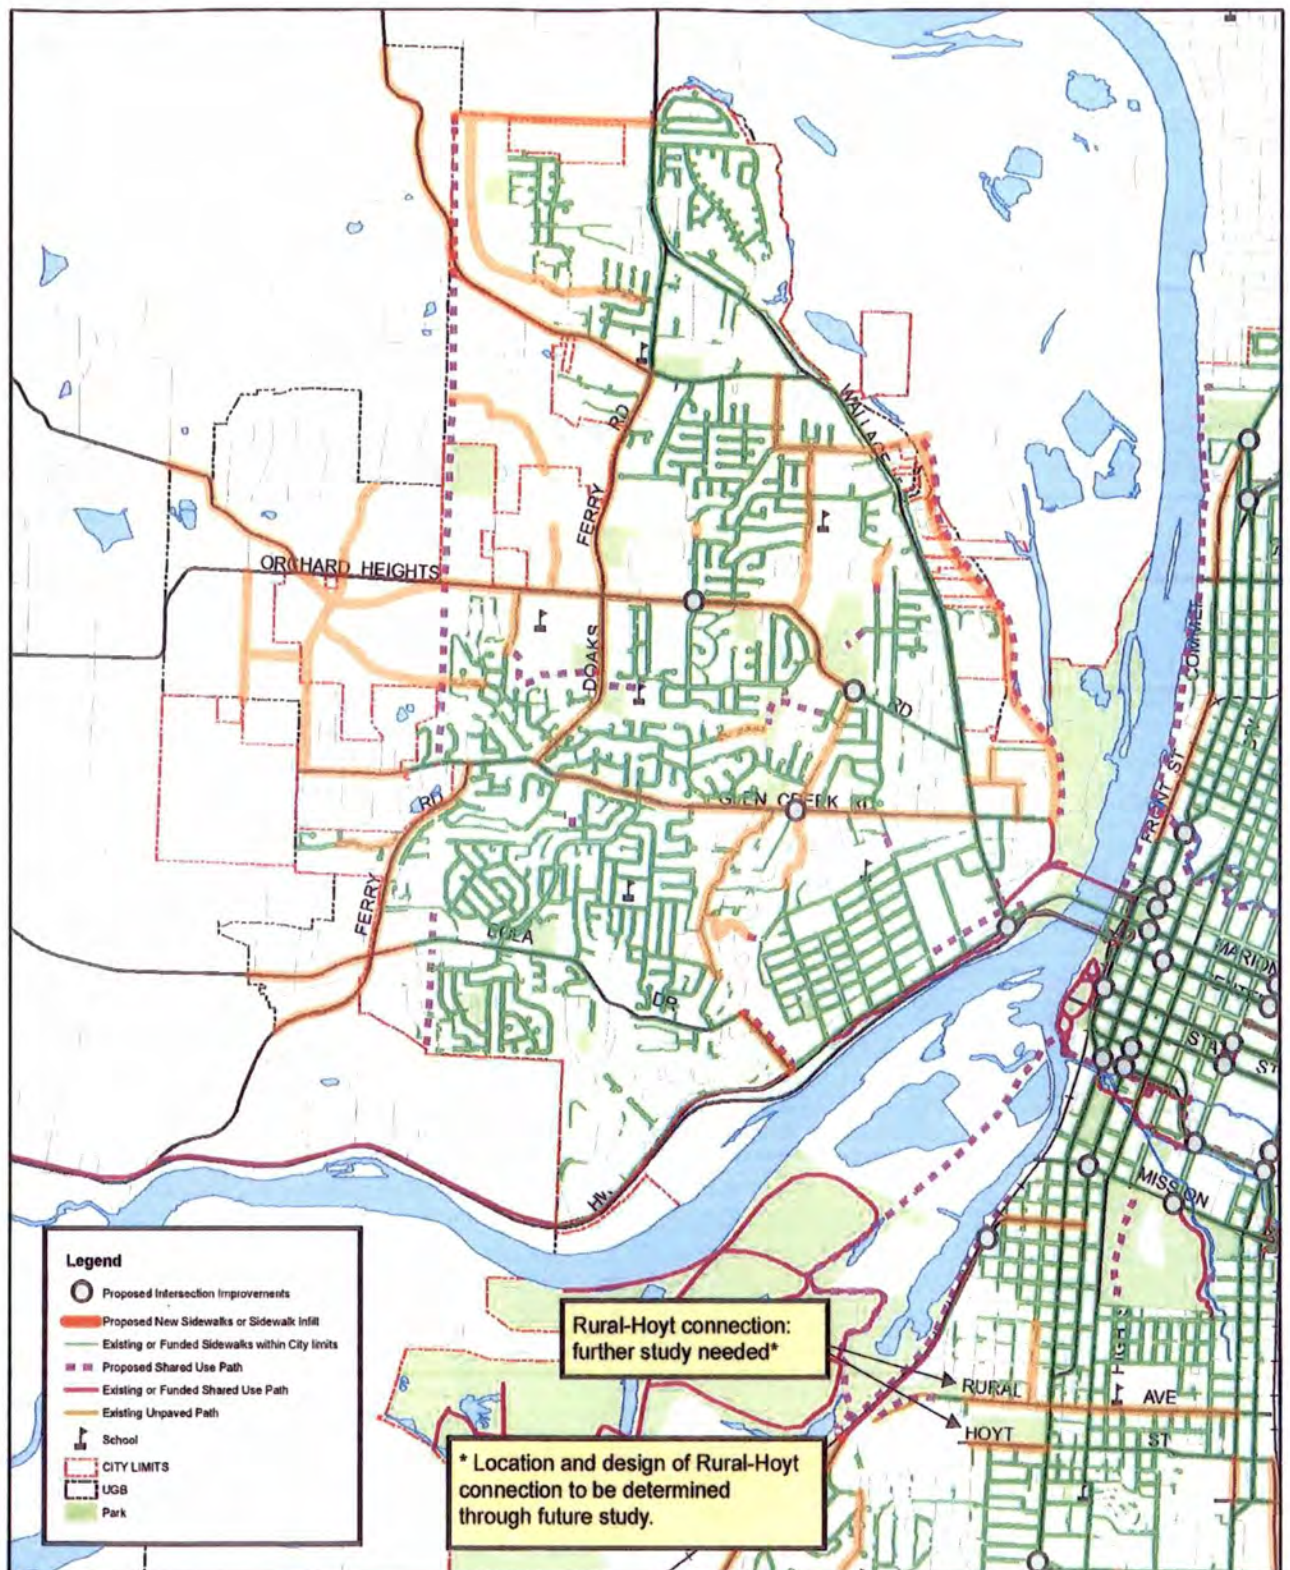 WALLACE
RD
FERRY
ORCHARD HEIGHTS
DOAKS
RD
COMMER
FRONT ST
GLEN CREEK
RD
FERRY
EOLA
DR
MARION
STA
ST
MISSION
Legend
Proposed Intersection Improvements
Proposed New Sidewalks or Sidewalk Infill
Existing or Funded Sidewalks within City limits
Proposed Shared Use Path
Existing or Funded Shared Use Path
Existing Unpaved Path
School
CITY LIMITS
UGB
Park
Rural-Hoyt connection:
further study needed*
RURAL AVE
HOYT ST
* Location and design of Rural-Hoyt
connection to be determined
through future study.